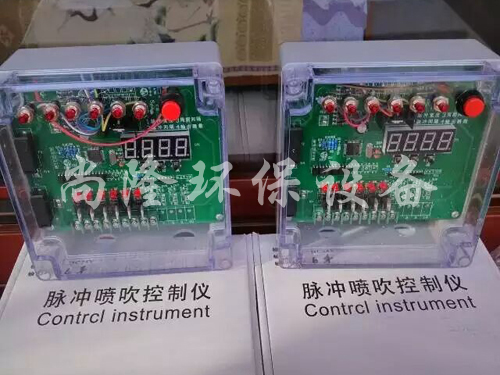 尚隆环保设备
脉冲喷吹控制仪
Contrcl instrument
脉冲喷吹控制仪
Contrcl instrument